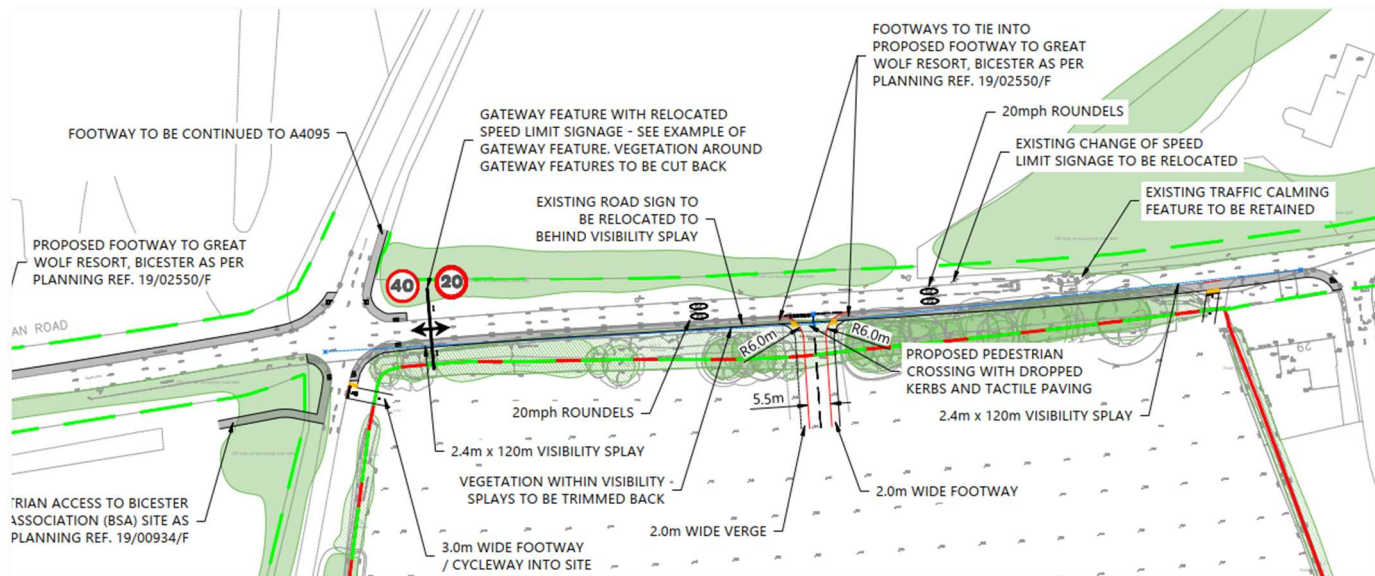 FOOTWAYS TO TIE INTO
PROPOSED FOOTWAY TO GREAT
WOLF RESORT, BICESTER AS PER
PLANNING REF. 19/02550/F
GATEWAY FEATURE WITH RELOCATED
SPEED LIMIT SIGNAGE - SEE EXAMPLE OF
GATEWAY FEATURE. VEGETATION AROUND
GATEWAY FEATURES TO BE CUT BACK
20mph ROUNDELS
FOOTWAY TO BE CONTINUED TO A4095
EXISTING CHANGE OF SPEED
LIMIT SIGNAGE TO BE RELOCATED
EXISTING TRAFFIC CALMING
FEATURE TO BE RETAINED
EXISTING ROAD SIGN TO
BE RELOCATED TO
BEHIND VISIBILITY SPLAY
PROPOSED FOOTWAY TO GREAT
WOLF RESORT, BICESTER AS PER
PLANNING REF. 19/02550/F
40
20
AN ROAD
R6.0m
R6.0m
PROPOSED PEDESTRIAN
CROSSING WITH DROPPED
KERBS AND TACTILE PAVING
5.5m
20mph ROUNDELS
2.4m x 120m VISIBILITY SPLAY
2.4m x 120m VISIBILITY SPLAY
VEGETATION WITHIN VISIBILITY
SPLAYS TO BE TRIMMED BACK
2.0m WIDE FOOTWAY
2.0m WIDE VERGE
TRIAN ACCESS TO BICESTER
ASSOCIATION (BSA) SITE AS
PLANNING REF. 19/00934/F
3.0m WIDE FOOTWAY
/ CYCLEWAY INTO SITE